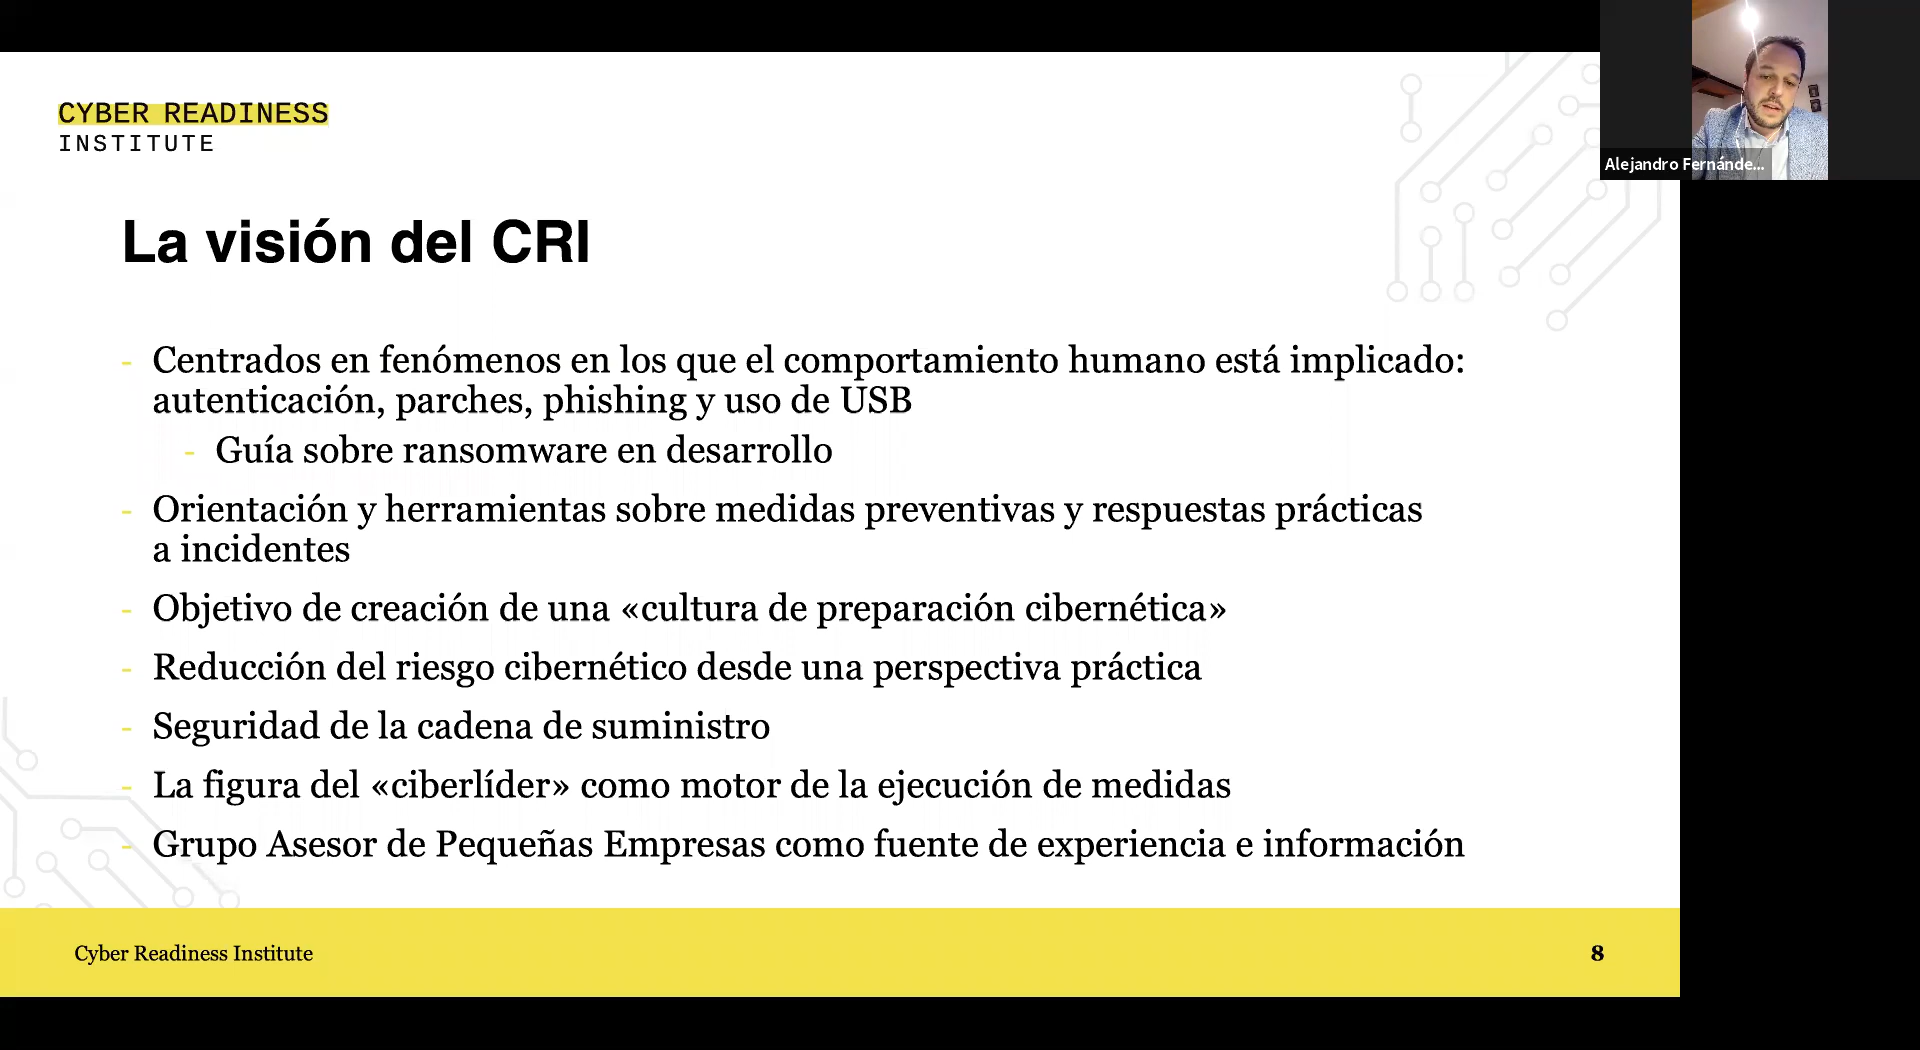 CYBER READINESS
INSTITUTE
Alejandro Fernánde...
La visión del CRI
- Centrados en fenómenos en los que el comportamiento humano está implicado:
autenticación, parches, phishing y uso de USB
- Guía sobre ransomware en desarrollo
- Orientación y herramientas sobre medidas preventivas y respuestas prácticas
a incidentes
- Objetivo de creación de una «cultura de preparación cibernética»
- Reducción del riesgo cibernético desde una perspectiva práctica
- Seguridad de la cadena de suministro
- La figura del «ciberlíder» como motor de la ejecución de medidas
- Grupo Asesor de Pequeñas Empresas como fuente de experiencia e información
Cyber Readiness Institute
8